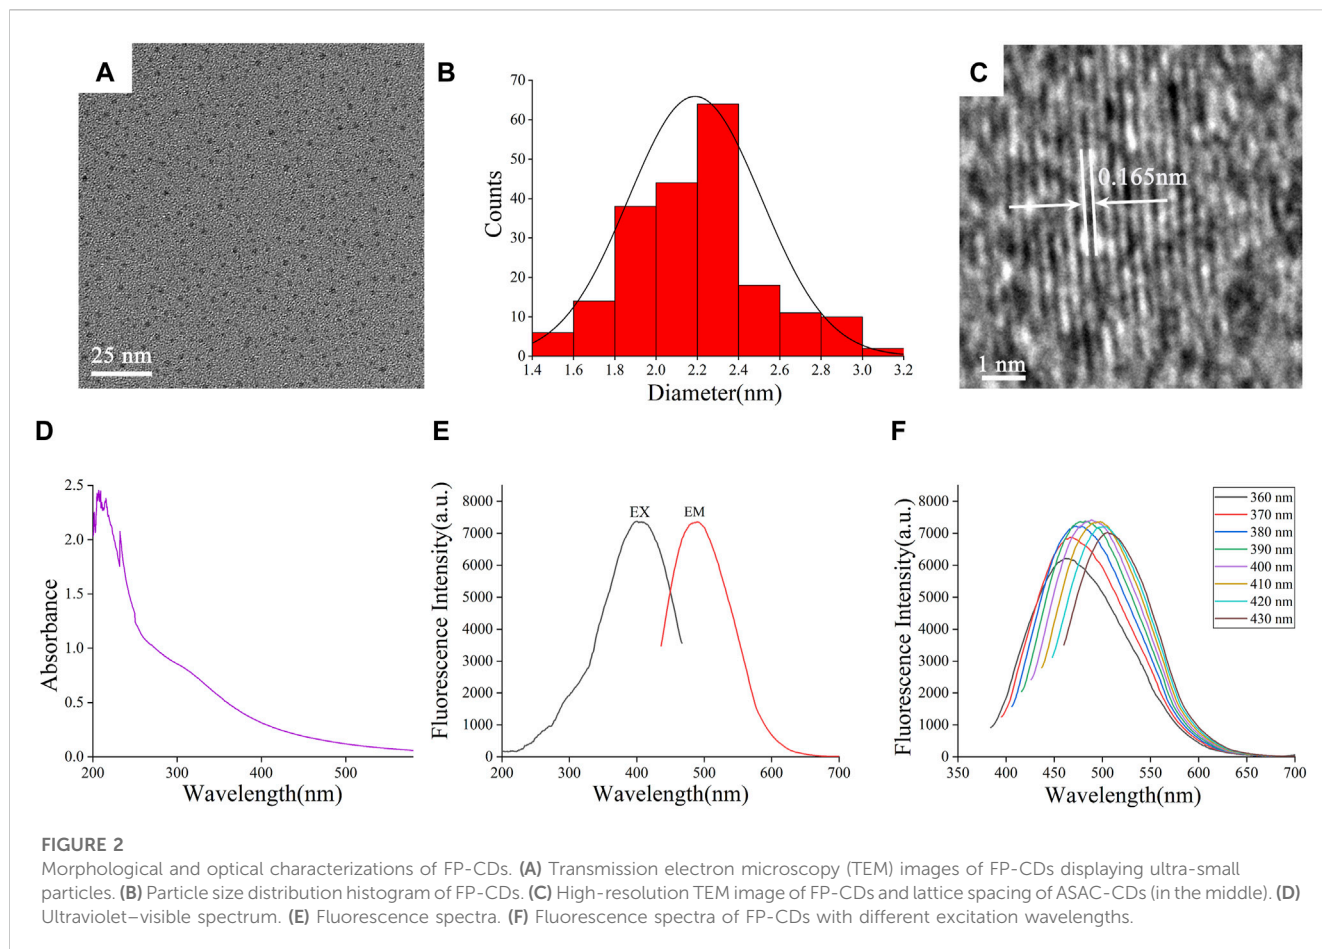 A
25 nm
B
70
60
50
40
30
20
10
0
Counts
1.4 1.6 1.8 2.0 2.2 2.4 2.6 2.8 3.0 3.2
Diameter(nm)
C
0.165nm
1 nm
D
2.5
2.0
1.5
1.0
0.5
0.0
Absorbance
200 300 400 500
Wavelength(nm)
E
8000
7000
6000
5000
4000
3000
2000
1000
0
Fluorescence Intensity(a.u.)
EX EM
200 300 400 500 600 700
Wavelength(nm)
F
8000
7000
6000
5000
4000
3000
2000
1000
0
Fluorescence Intensity(a.u.)
360 nm
370 nm
380 nm
390 nm
400 nm
410 nm
420 nm
430 nm
350 400 450 500 550 600 650 700
Wavelength(nm)
FIGURE 2
Morphological and optical characterizations of FP-CDs. (A) Transmission electron microscopy (TEM) images of FP-CDs displaying ultra-small
particles. (B) Particle size distribution histogram of FP-CDs. (C) High-resolution TEM image of FP-CDs and lattice spacing of ASAC-CDs (in the middle). (D)
Ultraviolet–visible spectrum. (E) Fluorescence spectra. (F) Fluorescence spectra of FP-CDs with different excitation wavelengths.